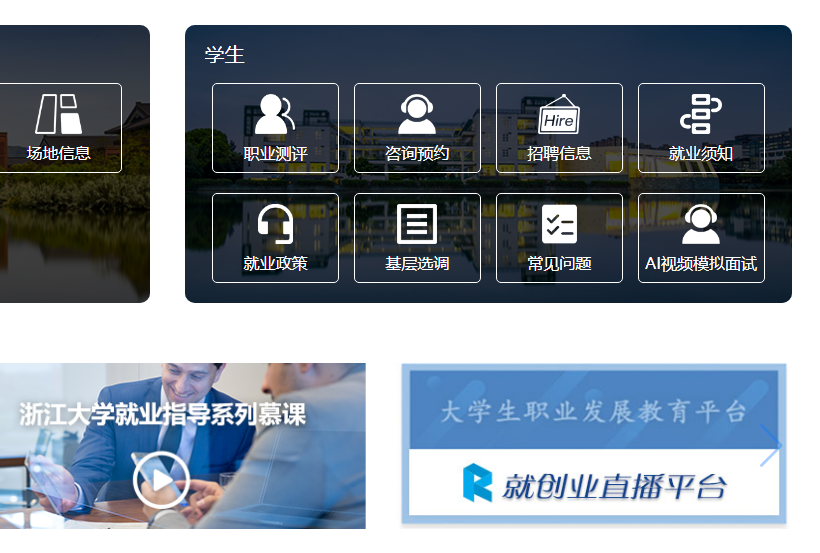 学生
场地信息
职业测评
咨询预约
Hire
招聘信息
就业须知
就业政策
基层选调
常见问题
AI视频模拟面试
浙江大学就业指导系列慕课
大学生职业发展教育平台
就创业直播平台